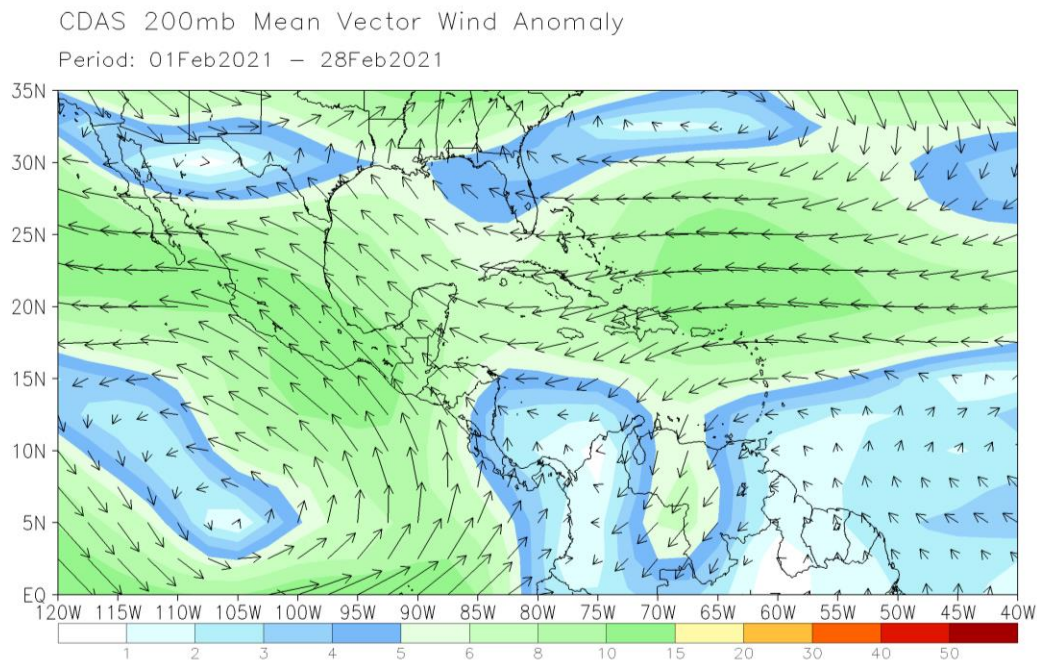 CDAS 200mb Mean Vector Wind Anomaly
Period: 01Feb2021 – 28Feb2021
35N
30N
25N
20N
15N
10N
5N
EQ
120W 115W 110W 105W 100W 95W 90W 85W 80W 75W 70W 65W 60W 55W 50W 45W 40W
1 2 3 4 5 6 8 10 15 20 30 40 50